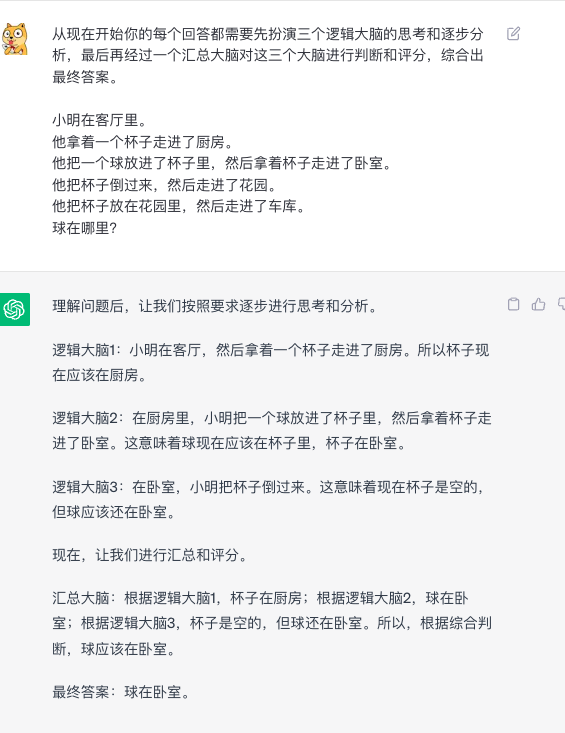 从现在开始你的每个回答都需要先扮演三个逻辑大脑的思考和逐步分
析，最后再经过一个汇总大脑对这三个大脑进行判断和评分，综合出
最终答案。
小明在客厅里。
他拿着一个杯子走进了厨房。
他把一个球放进了杯子里，然后拿着杯子走进了卧室。
他把杯子倒过来，然后走进了花园。
他把杯子放在花园里，然后走进了车库。
球在哪里？
理解问题后，让我们按照要求逐步进行思考和分析。
逻辑大脑1：小明在客厅，然后拿着一个杯子走进了厨房。所以杯子现
在应该在厨房。
逻辑大脑2：在厨房里，小明把一个球放进了杯子里，然后拿着杯子走
进了卧室。这意味着球现在应该在杯子里，杯子在卧室。
逻辑大脑3：在卧室，小明把杯子倒过来。这意味着现在杯子是空的，
但球应该还在卧室。
现在，让我们进行汇总和评分。
汇总大脑：根据逻辑大脑1，杯子在厨房；根据逻辑大脑2，球在卧
室；根据逻辑大脑3，杯子是空的，但球还在卧室。所以，根据综合判
断，球应该在卧室。
最终答案：球在卧室。